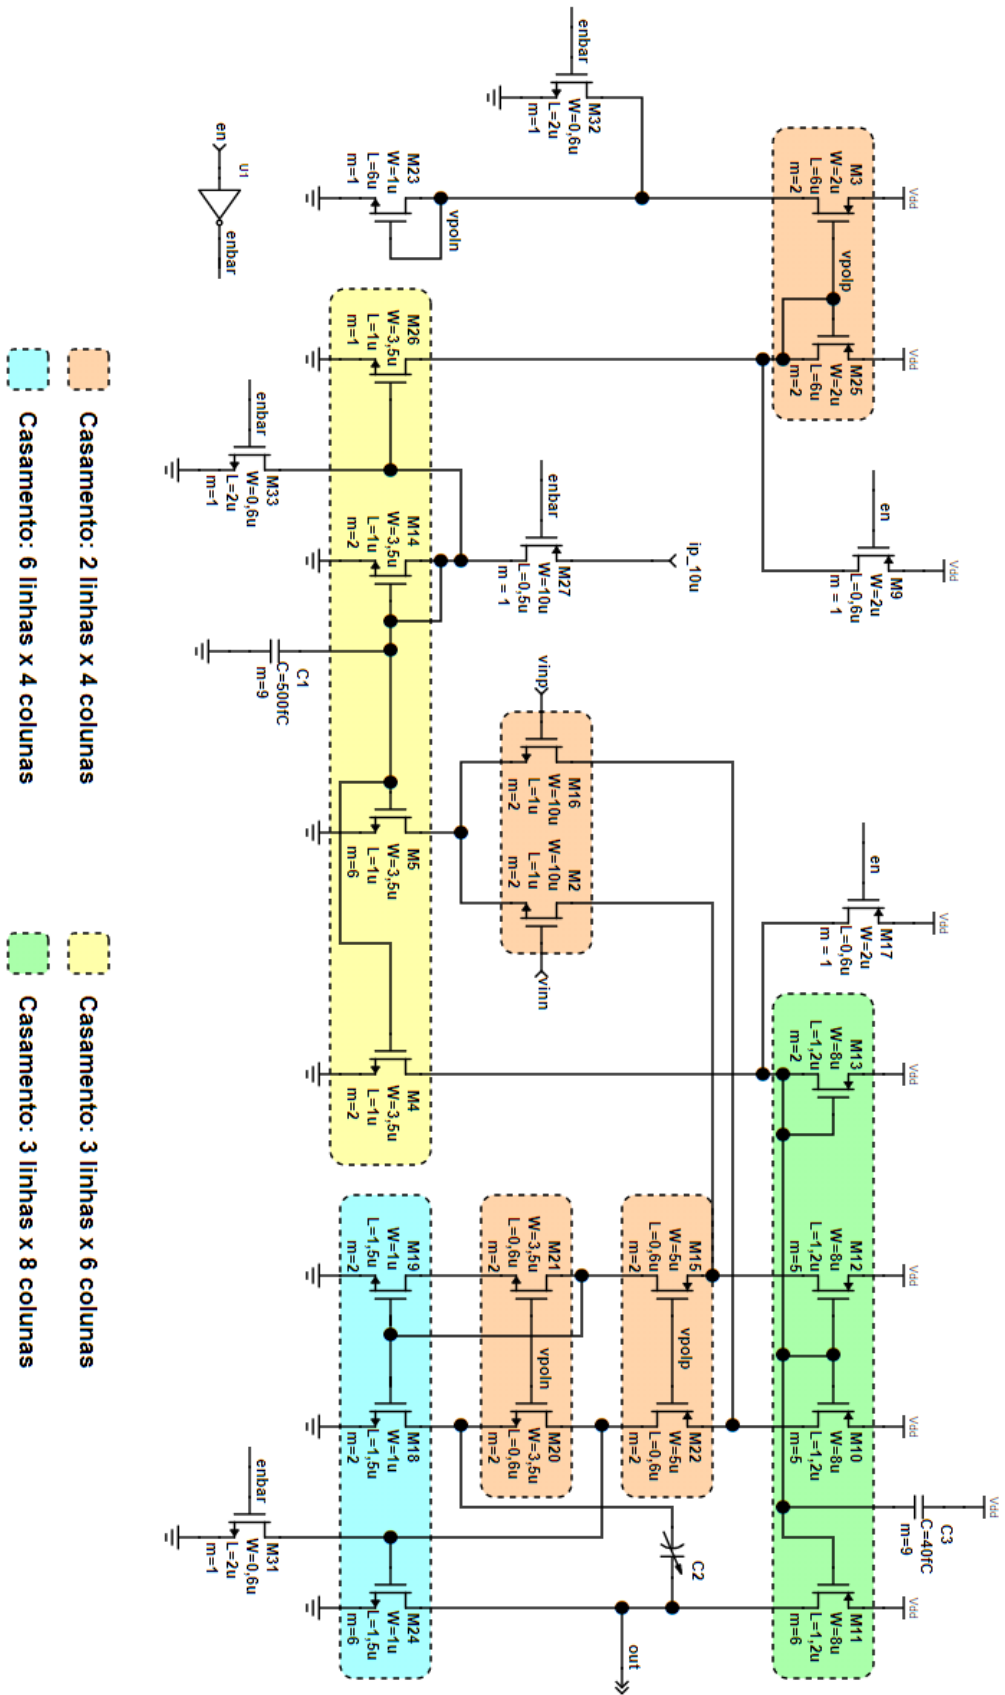 Vdd
C3
C=40fC
m=9
Vdd
en
M9
W=2u
L=0,6u
m = 1
Vdd
en
M17
W=2u
L=0,6u
m = 1
Vdd
M3
W=2u
L=6u
m=2
vpolp
Vdd
M25
W=2u
L=6u
m=2
Vdd
M13
W=8u
L=1,2u
m=2
Vdd
M12
W=8u
L=1,2u
m=5
Vdd
M10
W=8u
L=1,2u
m=5
Vdd
M11
W=8u
L=1,2u
m=6
ip_10u
M15
W=5u
L=0,6u
m=2
vpolp
M22
W=5u
L=0,6u
m=2
C2
out
enbar
M32
W=0,6u
L=2u
m=1
enbar
M27
W=10u
L=0,5u
m = 1
vinp
M16
W=10u
L=1u
m=2
M2
W=10u
L=1u
m=2
vinn
M21
W=3,5u
L=0,6u
m=2
vpoln
M20
W=3,5u
L=0,6u
m=2
vpoln
M23
W=1u
L=6u
m=1
M26
W=3,5u
L=1u
m=1
M14
W=3,5u
L=1u
m=2
M5
W=3,5u
L=1u
m=6
M4
W=3,5u
L=1u
m=2
M19
W=1u
L=1,5u
m=2
M18
W=1u
L=1,5u
m=2
M24
W=1u
L=1,5u
m=6
en
U1
enbar
enbar
M33
W=0,6u
L=2u
m=1
C1
C=500fC
m=9
enbar
M31
W=0,6u
L=2u
m=1
Casamento: 2 linhas x 4 colunas
Casamento: 3 linhas x 6 colunas
Casamento: 6 linhas x 4 colunas
Casamento: 3 linhas x 8 colunas